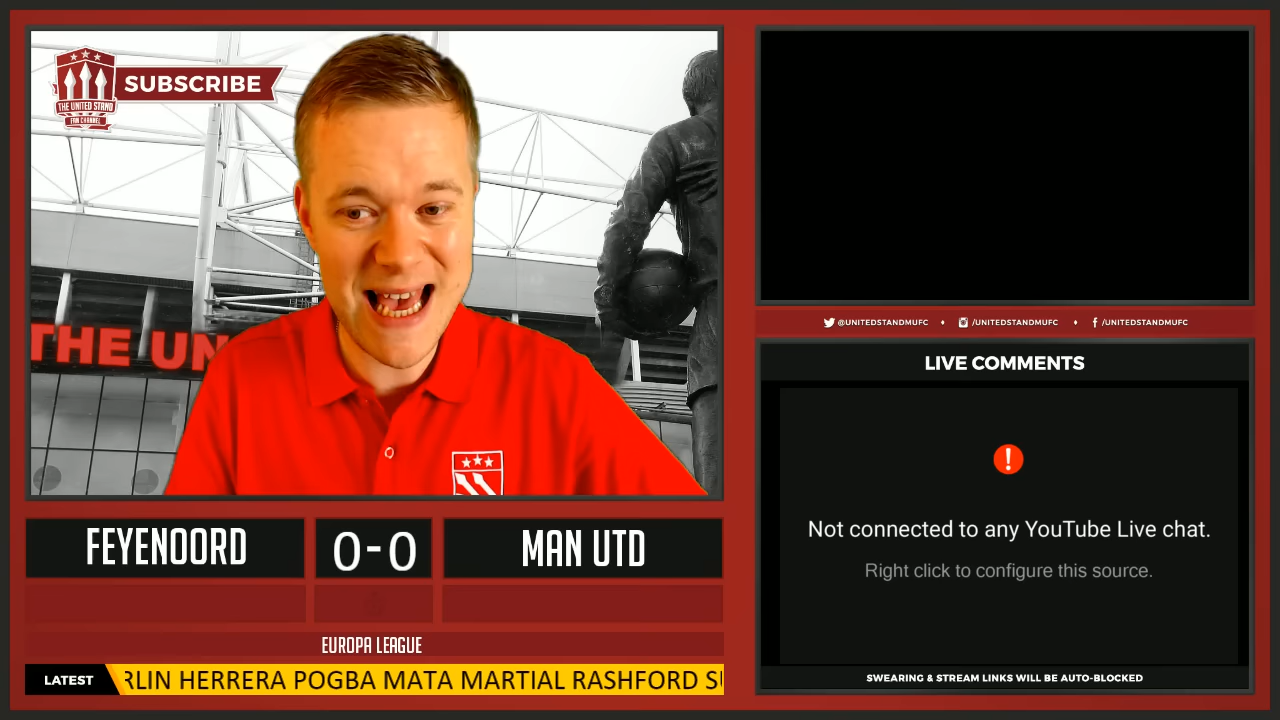 SUBSCRIBE
THE UNITED STAND
FAN CHANNEL
THE UN
FEYENOORD
0-0
MAN UTD
EUROPA LEAGUE
LATEST
RLIN HERRERA POGBA MATA MARTIAL RASHFORD SU
@UNITEDSTANDMUFC
/UNITEDSTANDMUFC
/UNITEDSTANDMUFC
LIVE COMMENTS
Not connected to any YouTube Live chat.
Right click to configure this source.
SWEARING & STREAM LINKS WILL BE AUTO-BLOCKED